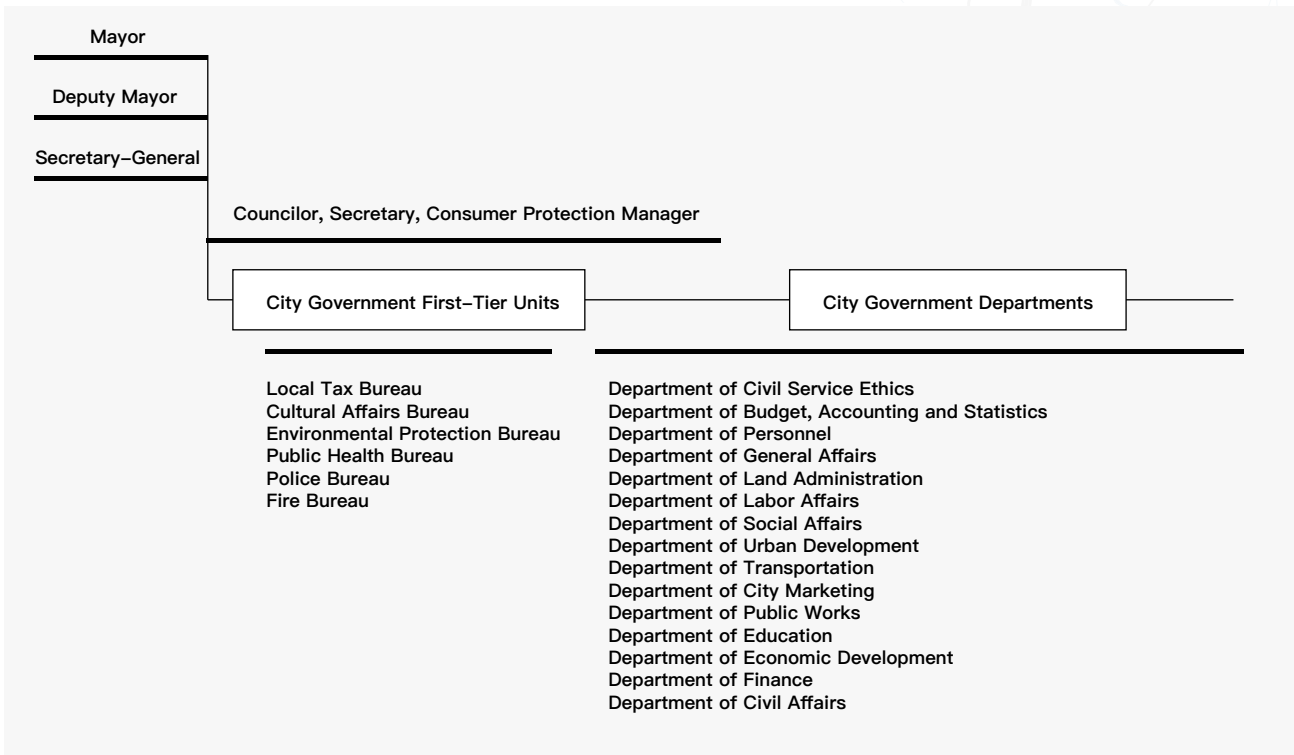 Mayor
Deputy Mayor
Secretary–General
Councilor, Secretary, Consumer Protection Manager
City Government First–Tier Units
City Government Departments
Local Tax Bureau
Cultural Affairs Bureau
Environmental Protection Bureau
Public Health Bureau
Police Bureau
Fire Bureau
Department of Civil Service Ethics
Department of Budget, Accounting and Statistics
Department of Personnel
Department of General Affairs
Department of Land Administration
Department of Labor Affairs
Department of Social Affairs
Department of Urban Development
Department of Transportation
Department of City Marketing
Department of Public Works
Department of Education
Department of Economic Development
Department of Finance
Department of Civil Affairs